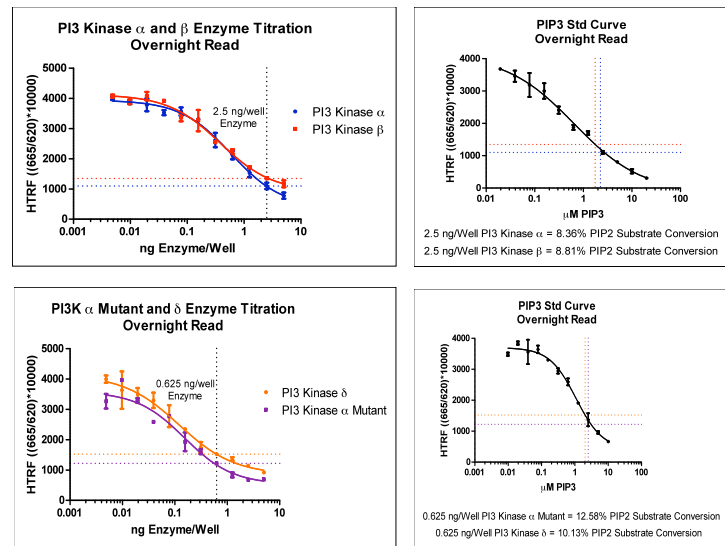 PI3 Kinase α and β Enzyme Titration
Overnight Read
HTRF ((665/620)*10000)
5000
4000
3000
2000
1000
0
0.001
0.01
0.1
1
10
ng Enzyme/Well
2.5 ng/well
Enzyme
PI3 Kinase α
PI3 Kinase β
PIP3 Std Curve
Overnight Read
HTRF ((665/620)*10000)
4000
3000
2000
1000
0
0.01
0.1
1
10
100
μM PIP3
2.5 ng/Well PI3 Kinase α = 8.36% PIP2 Substrate Conversion
2.5 ng/Well PI3 Kinase β = 8.81% PIP2 Substrate Conversion
PI3K α Mutant and δ Enzyme Titration
Overnight Read
HTRF ((665/620)*10000)
5000
4000
3000
2000
1000
0
0.001
0.01
0.1
1
10
ng Enzyme/Well
0.625 ng/well
Enzyme
PI3 Kinase δ
PI3 Kinase α Mutant
PIP3 Std Curve
Overnight Read
HTRF ((665/620)*10000)
4000
3000
2000
1000
0
0.001
0.01
0.1
1
10
100
μM PIP3
0.625 ng/Well PI3 Kinase α Mutant = 12.58% PIP2 Substrate Conversion
0.625 ng/Well PI3 Kinase δ = 10.13% PIP2 Substrate Conversion